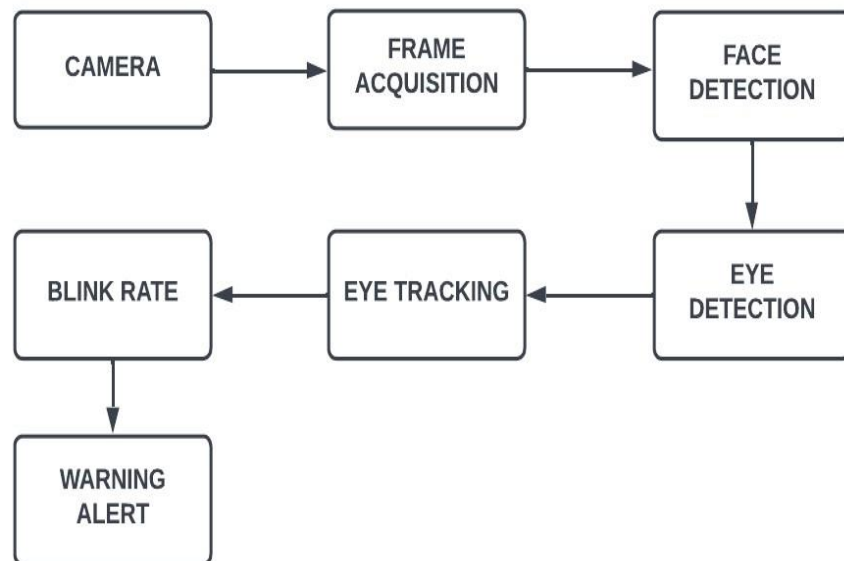 CAMERA
FRAME
ACQUISITION
FACE
DETECTION
BLINK RATE
EYE TRACKING
EYE
DETECTION
WARNING
ALERT